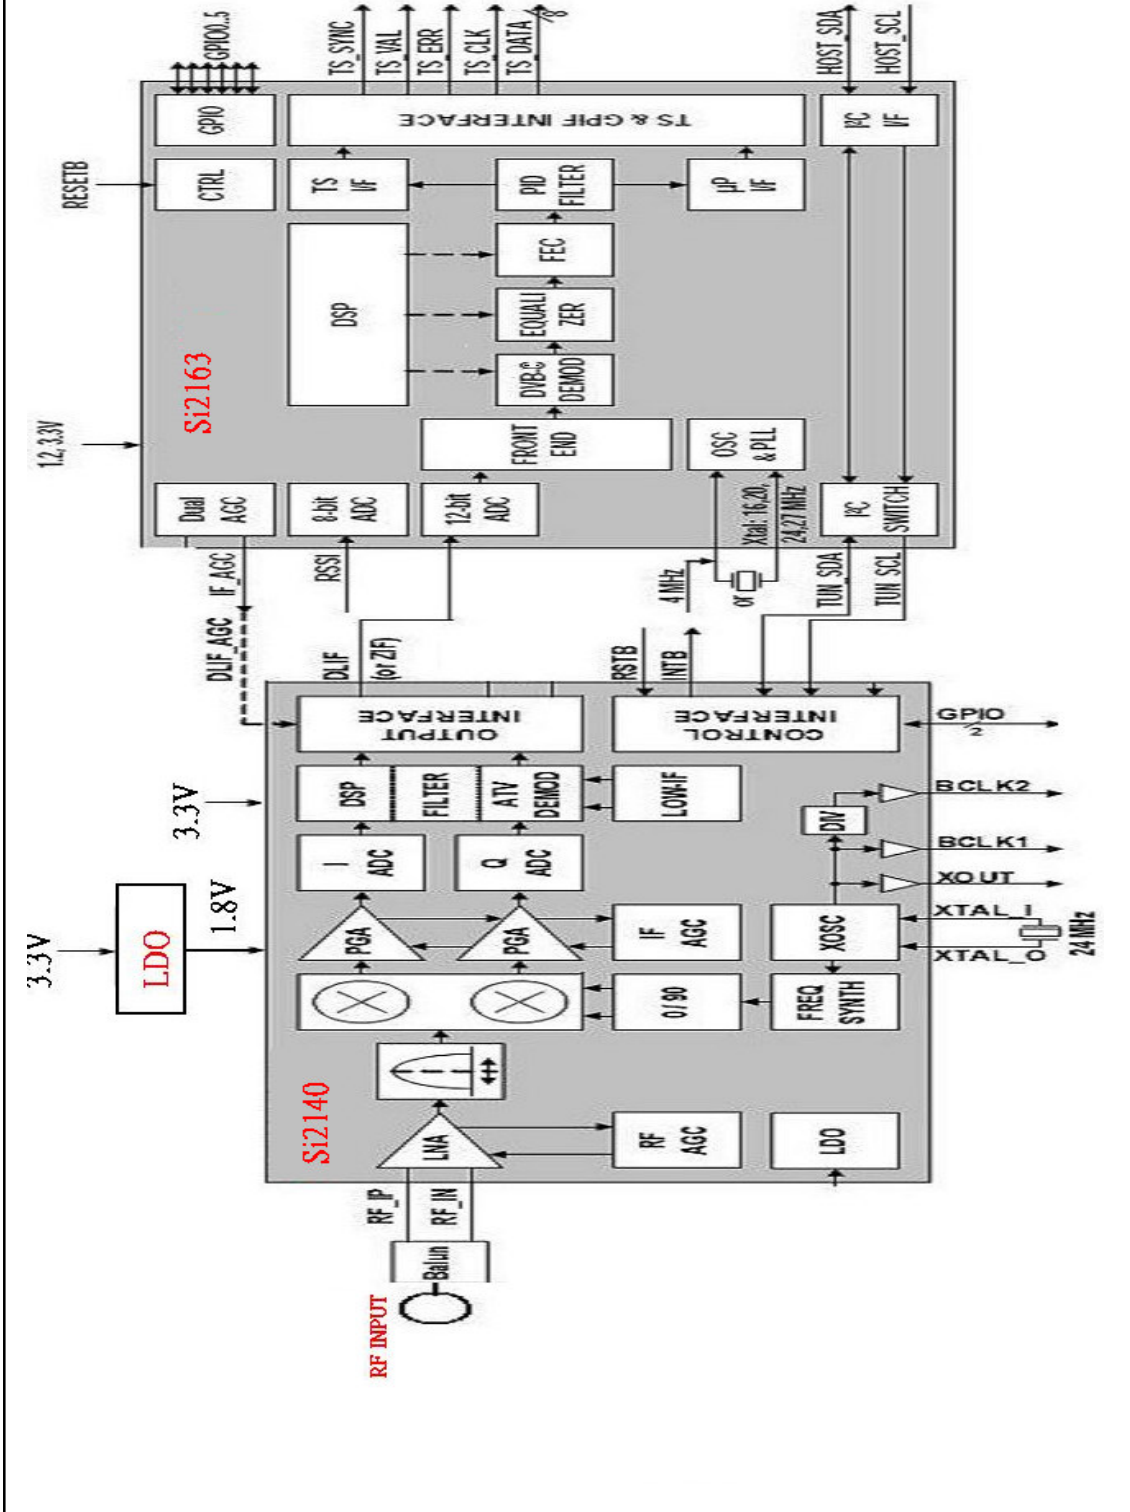 RF INPUT
Balun
RF_IP
RF_IN
Si2140
LNA
RF
AGC
LDO
0/90
FREQ
SYNTH
PGA
PGA
IF
AGC
XOSC
I
ADC
Q
ADC
DSP
FILTER
ATV
DEMOD
LOW-IF
DIV
OUTPUT
INTERFACE
CONTROL
INTERFACE
3.3V
LDO
1.8V
3.3V
XTAL_O
XTAL_I
24 MHz
XOUT
BCLK1
BCLK2
GPIO
2
DLIF_AGC
IF_AGC
DLIF
(or ZIF)
RSSI
RSTB
INTB
4 MHz
or
Xtal: 16,20,
24,27 MHz
TUN_SDA
TUN_SCL
1.2, 3.3V
Si2163
Dual
AGC
8-bit
ADC
12-bit
ADC
FRONT
END
OSC
& PLL
I²C
SWITCH
DSP
DVB-C
DEMOD
EQUALI
ZER
FEC
PID
FILTER
TS
I/F
µP
I/F
CTRL
RESETB
GPIO
GPIO0..5
TS & GPIF INTERFACE
I²C
I/F
TS_SYNC
TS_VAL
TS_ERR
TS_CLK
TS_DATA
8
HOST_SDA
HOST_SCL